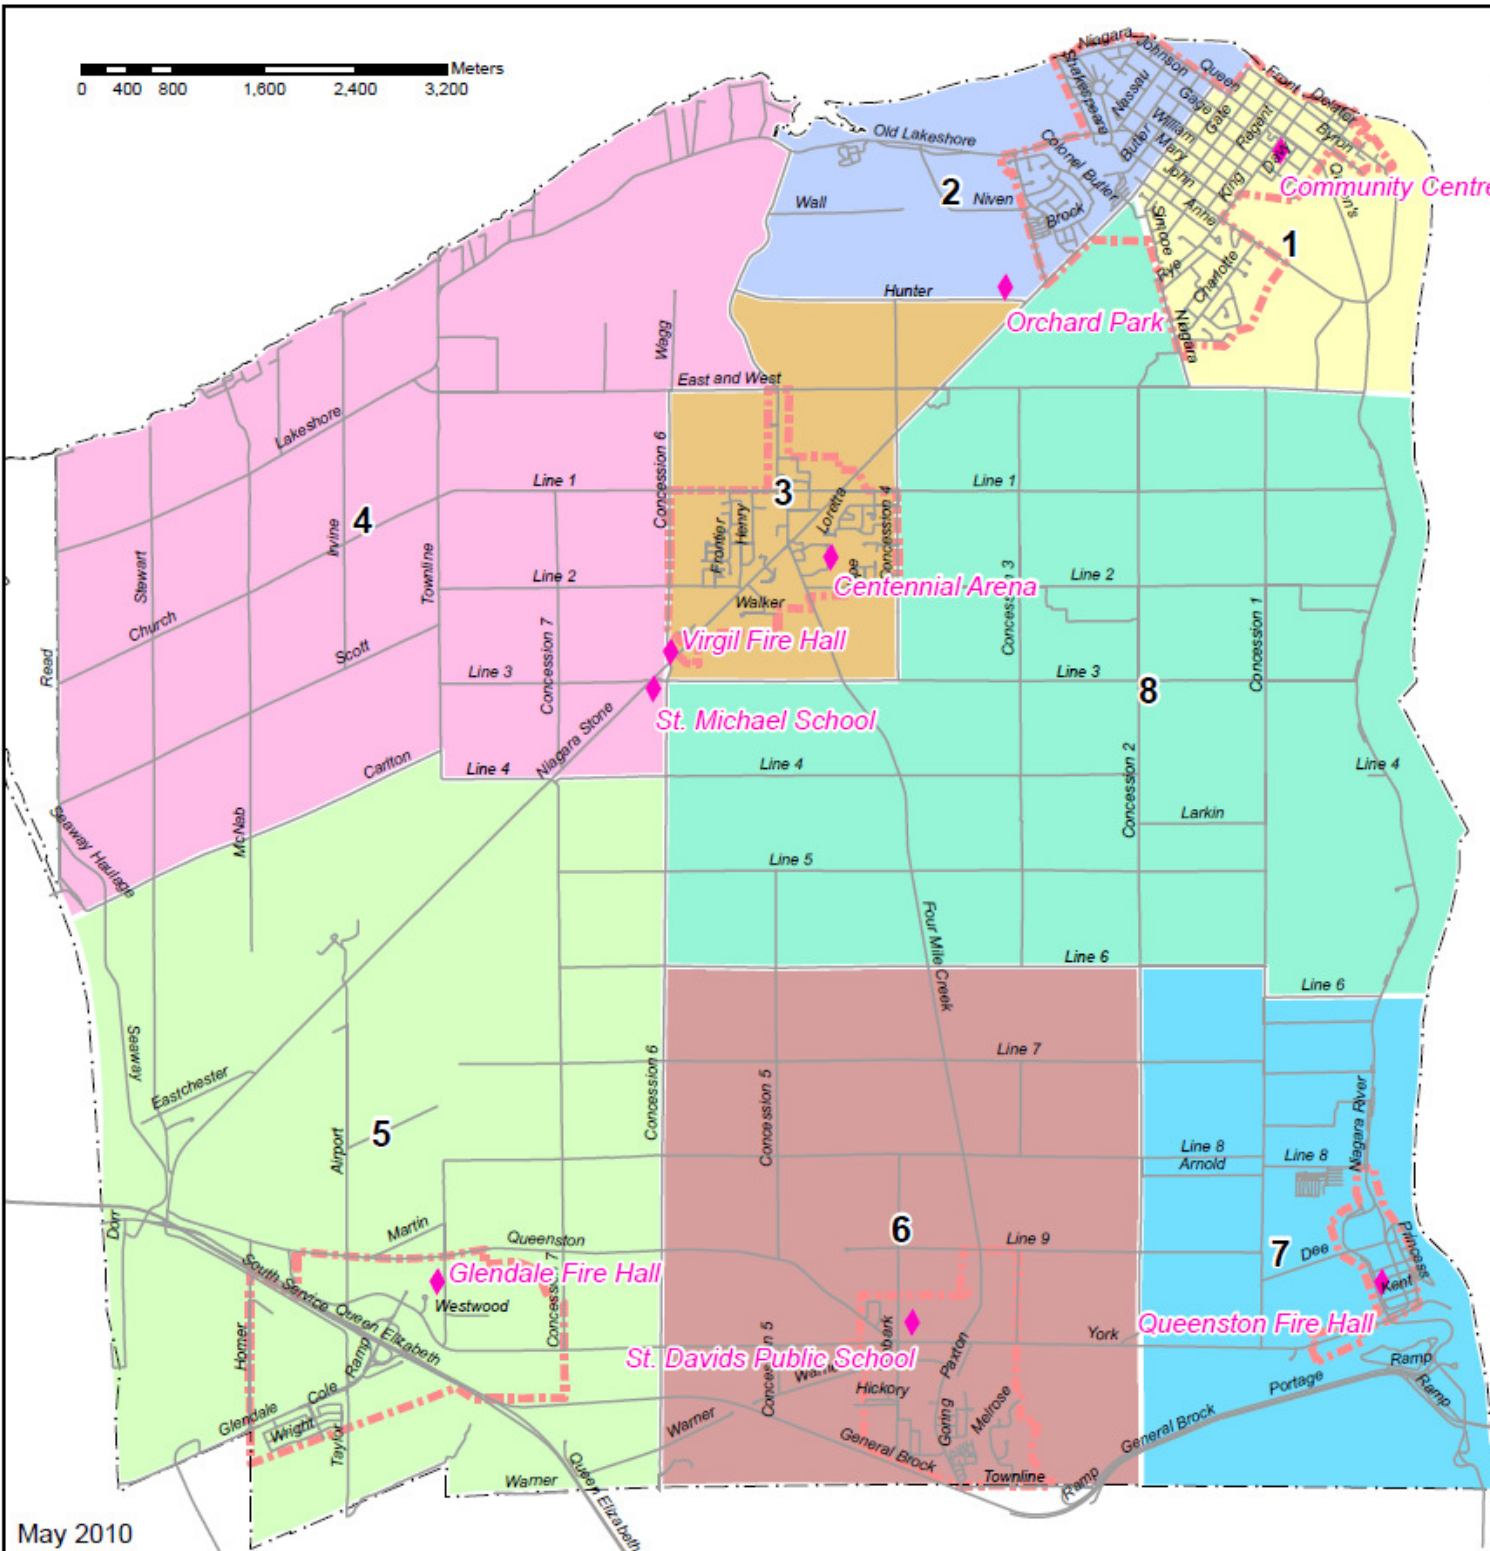 Meters
0 400 800 1,600 2,400 3,200
Niagara
Johnson
Queen
Front
Delater
Shakespeare
Nassau
Gage
Gate
Regent
Byron
William
Mary
Butler
Davy
Old Lakeshore
Colonel Butler
John
King
Community Centre
2
Wall
Niven
Brock
Simcoe
Anne
1
Rye
Charlotte
Hunter
Orchard Park
Niagara
Wagg
East and West
Lakeshore
Concession 6
Line 1
3
Line 1
4
Irvine
Frontier
Henry
Loretta
Concession 4
Stewart
Townline
Line 2
Centennial Arena
Concession 3
Line 2
Walker
Church
Scott
Concession 7
Virgil Fire Hall
Concession 1
Read
Line 3
Line 3
8
St. Michael School
Niagara Stone
Carlton
Line 4
Line 4
Concession 2
Line 4
Seaway Haulage
McNab
Larkin
Line 5
Four Mile Creek
Line 6
Line 6
Seaway
Eastchester
Concession 6
Concession 5
Line 7
Niagara River
5
Airport
Line 8
Arnold
Line 8
Dorr
Martin
Queenston
6
Line 9
7
Dee
Princess
South Service
Glendale Fire Hall
Concession 7
Westwood
Kent
Queen Elizabeth
Homer
Ramp
Queenston Fire Hall
York
St. Davids Public School
Concession 5
Paxton
Hickory
Ramp
Ramp
Portage
Cole
Glendale
Wright
Taylor
Warner
Goring
Melrose
General Brock
General Brock
Warner
Queen Elizabeth
Townline
Ramp
May 2010